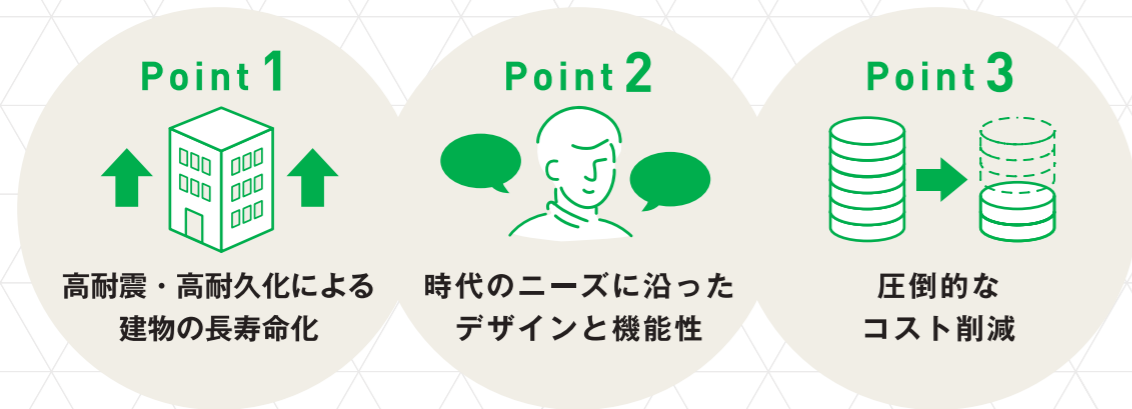 Point 1
高耐震・高耐久化による
建物の長寿命化
Point 2
時代のニーズに沿った
デザインと機能性
Point 3
圧倒的な
コスト削減